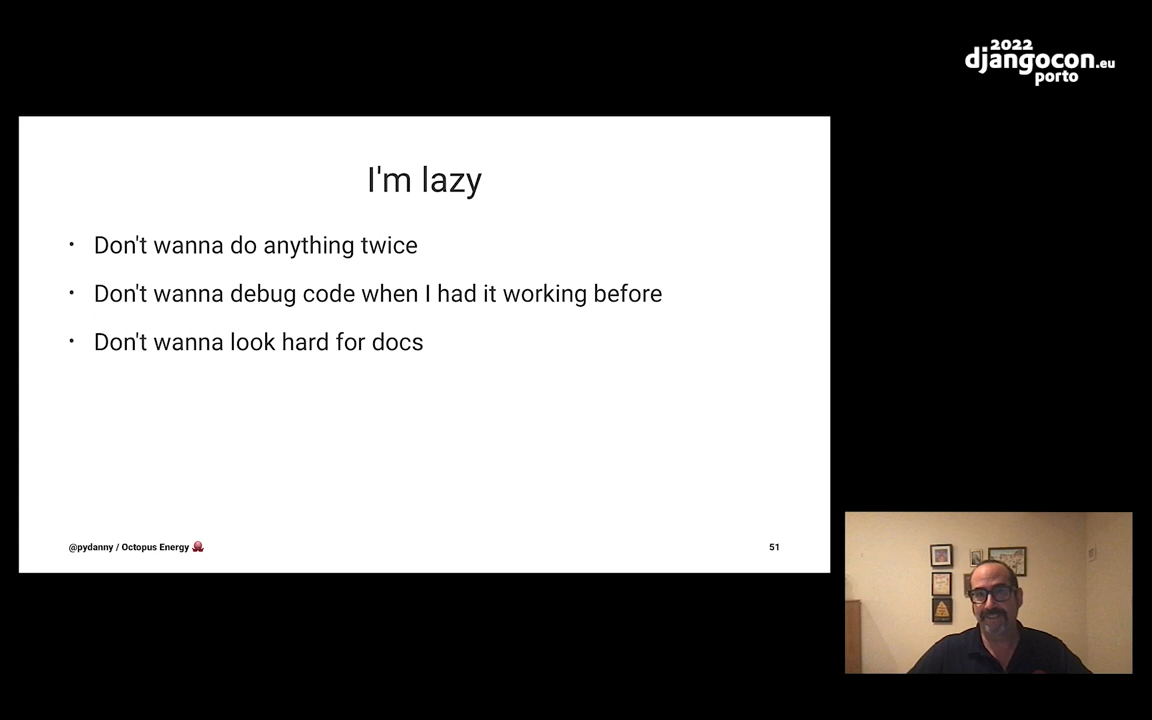 2022
djangocon.eu
porto
I'm lazy
• Don't wanna do anything twice
• Don't wanna debug code when I had it working before
• Don't wanna look hard for docs
@pydanny / Octopus Energy 🐙
51